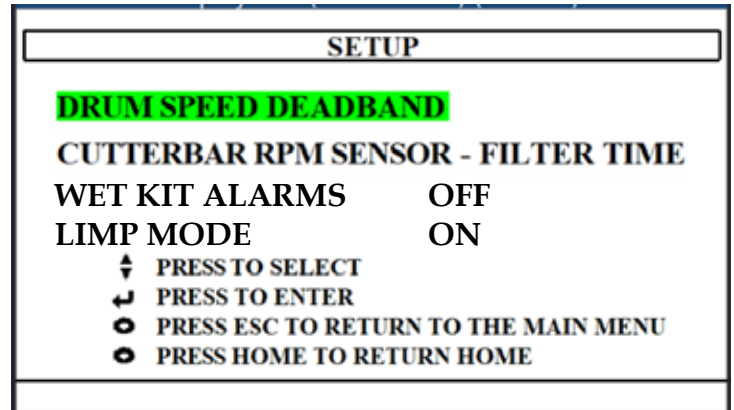 SETUP
DRUM SPEED DEADBAND
CUTTERBAR RPM SENSOR - FILTER TIME
WET KIT ALARMS OFF
LIMP MODE ON
PRESS TO SELECT
PRESS TO ENTER
PRESS ESC TO RETURN TO THE MAIN MENU
PRESS HOME TO RETURN HOME